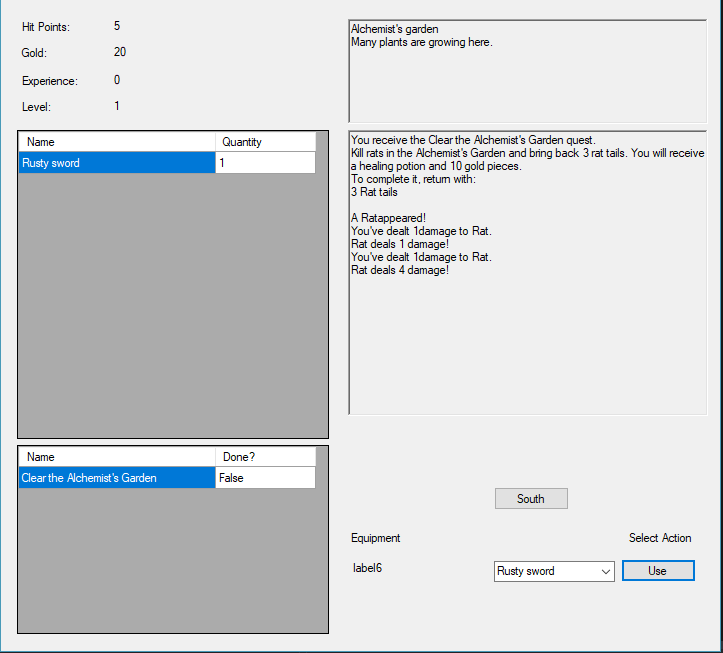 Hit Points: 5
Gold: 20
Experience: 0
Level: 1
Name Quantity
Rusty sword 1
Name Done?
Clear the Alchemist's Garden False
Alchemist's garden
Many plants are growing here.
You receive the Clear the Alchemist's Garden quest.
Kill rats in the Alchemist's Garden and bring back 3 rat tails. You will receive
a healing potion and 10 gold pieces.
To complete it, return with:
3 Rat tails
A Ratappeared!
You've dealt 1damage to Rat.
Rat deals 1 damage!
You've dealt 1damage to Rat.
Rat deals 4 damage!
South
Equipment Select Action
label6 Rusty sword Use